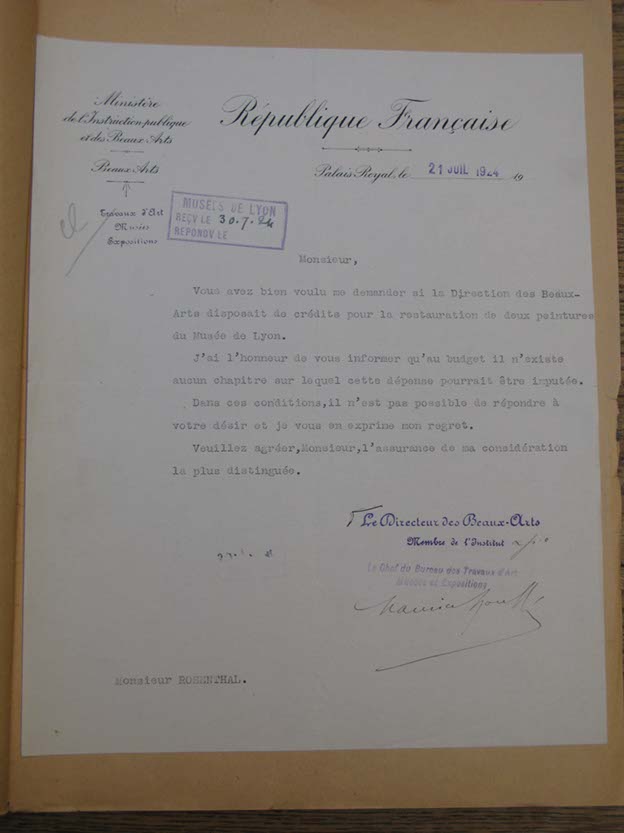 Ministère
de l'Instruction publique
et des Beaux Arts
Beaux Arts
Travaux d'Art
Musées
Expositions
République Française
Palais Royal, le 21 JUIL 1924 19
MUSÉES DE LYON
REÇU LE 30.7.24
REPONDU LE
Monsieur,
Vous avez bien voulu me demander si la Direction des Beaux-
Arts disposait de crédits pour la restauration de deux peintures
du Musée de Lyon.
J'ai l'honneur de vous informer qu'au budget il n'existe
aucun chapitre sur lequel cette dépense pourrait être imputée.
Dans ces conditions,il n'est pas possible de répondre à
votre désir et je vous en exprime mon regret.
Veuillez agréer,Monsieur,l'assurance de ma considération
la plus distinguée.
Le Directeur des Beaux-Arts
Membre de l'Institut
Le Chef du Bureau des Travaux d'Art
Musées et Expositions
Monsieur ROSENTHAL.